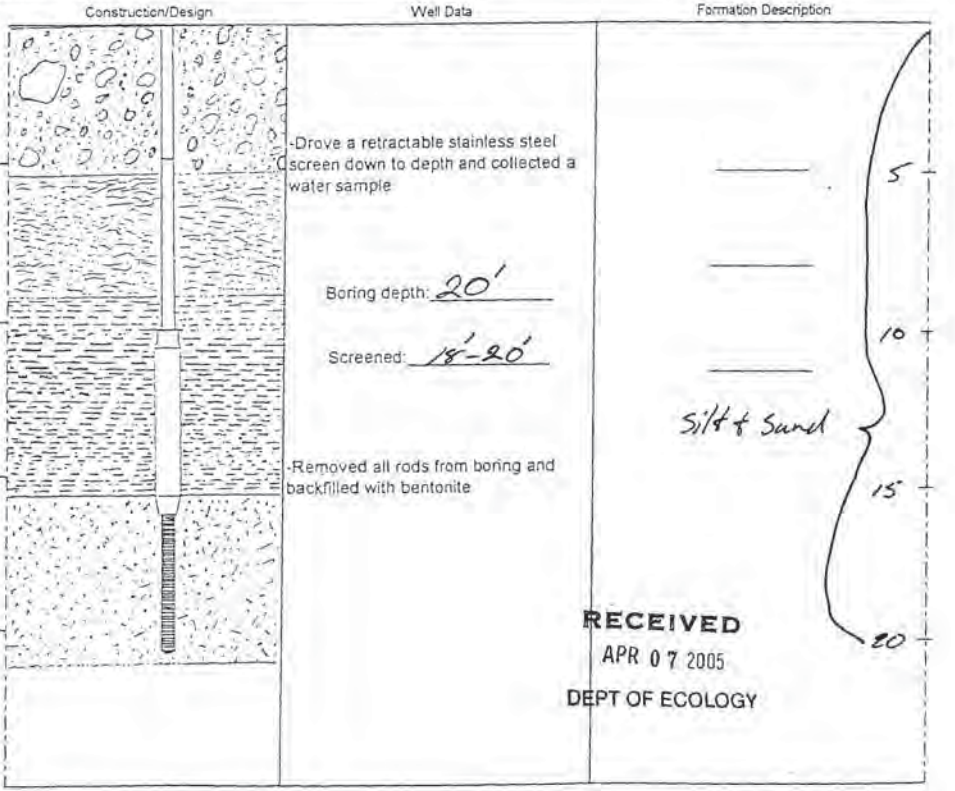 Construction/Design
Well Data
Formation Description
-Drove a retractable stainless steel
screen down to depth and collected a
water sample
Boring depth: 20'
Screened: 18'-20'
-Removed all rods from boring and
backfilled with bentonite
5
10
Silt & Sand
15
20
RECEIVED
APR 07 2005
DEPT OF ECOLOGY